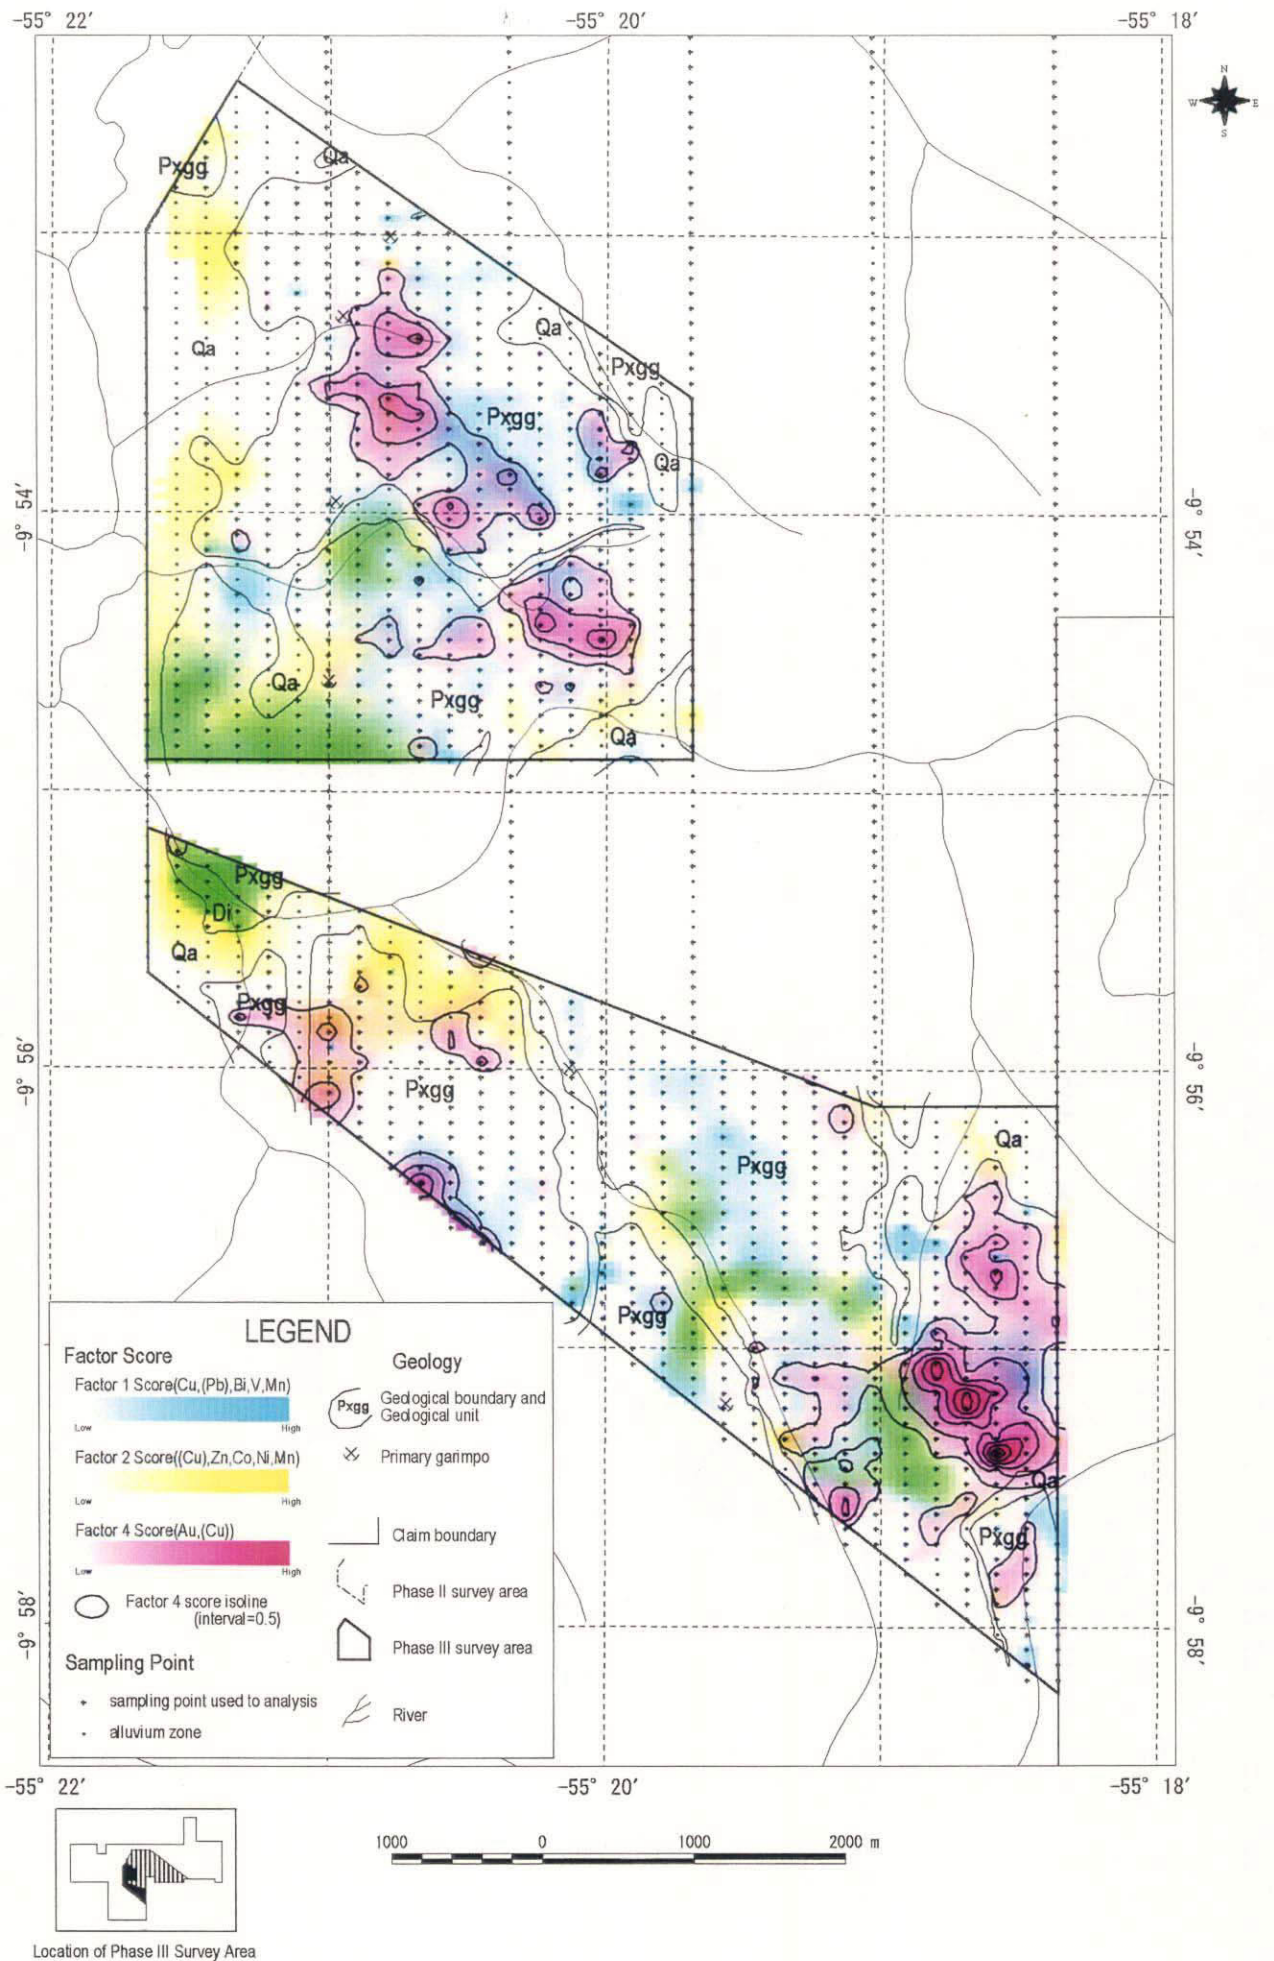 -55° 22′ -55° 20′ -55° 18′
N
W E
S
Qa
Pxgg
Qa
Qa
Pxgg
Pxgg
Qa
-9° 54′
-9° 54′
Qa
Pxgg
Qa
Pxgg
Di
Qa
Pxgg
-9° 56′
-9° 56′
Pxgg
Qa
Pxgg
Pxgg
Qa
Pxgg
-9° 58′
-9° 58′
LEGEND
Factor Score
Factor 1 Score(Cu,(Pb),Bi,V,Mn)
Low High
Factor 2 Score((Cu),Zn,Co,Ni,Mn)
Low High
Factor 4 Score(Au,(Cu))
Low High
Factor 4 score isoline
(interval=0.5)
Sampling Point
sampling point used to analysis
alluvium zone
Geology
Pxgg
Geological boundary and
Geological unit
Primary garimpo
Claim boundary
Phase II survey area
Phase III survey area
River
-55° 22′ -55° 20′ -55° 18′
1000 0 1000 2000 m
Location of Phase III Survey Area